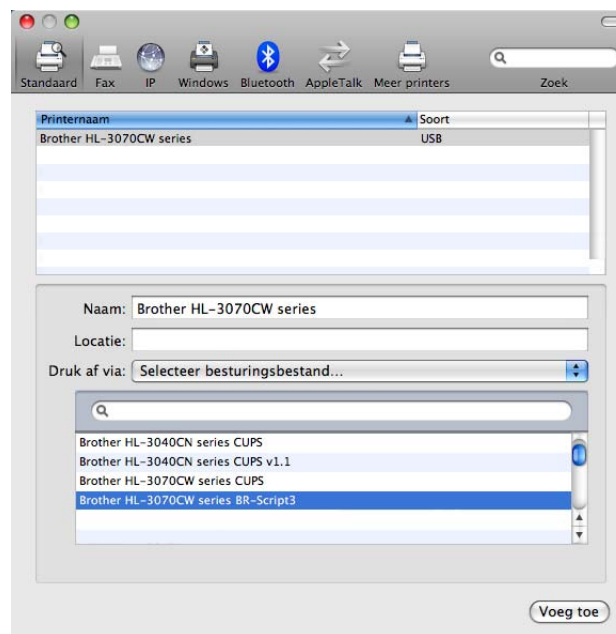 Standaard Fax IP Windows Bluetooth AppleTalk Meer printers Zoek
Printernaam Soort
Brother HL-3070CW series USB
Naam: Brother HL-3070CW series
Locatie:
Druk af via: Selecteer besturingsbestand...
Brother HL-3040CN series CUPS
Brother HL-3040CN series CUPS v1.1
Brother HL-3070CW series CUPS
Brother HL-3070CW series BR-Script3
Voeg toe